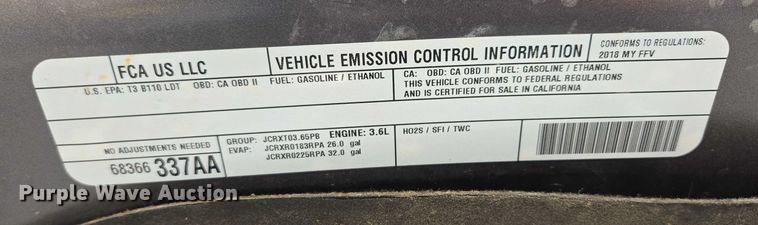 FCA US LLC
VEHICLE EMISSION CONTROL INFORMATION
CONFORMS TO REGULATIONS:
2018 MY FFV
U.S. EPA: T3 B110 LDT OBD: CA OBD II FUEL: GASOLINE / ETHANOL
CA: OBD: CA OBD II FUEL: GASOLINE / ETHANOL
THIS VEHICLE CONFORMS TO FEDERAL REGULATIONS
AND IS CERTIFIED FOR SALE IN CALIFORNIA
NO ADJUSTMENTS NEEDED
68366 337AA
GROUP: JCRXT03.65PB ENGINE: 3.6L
EVAP: JCRXR0183RPA 26.0 gal
JCRXR0225RPA 32.0 gal
HO2S / SFI / TWC
Purple Wave Auction